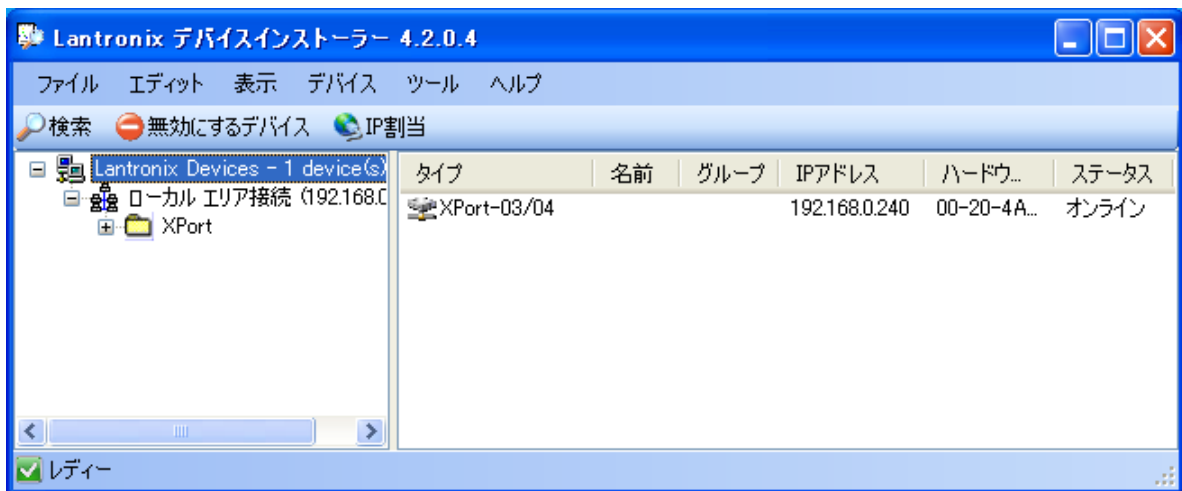 Lantronix デバイスインストーラー 4.2.0.4
ファイル エディット 表示 デバイス ツール ヘルプ
検索 無効にするデバイス IP割当
Lantronix Devices - 1 device(s)
ローカル エリア接続 (192.168.0
XPort
タイプ 名前 グループ IPアドレス ハードウ... ステータス
XPort-03/04 192.168.0.240 00-20-4A... オンライン
レディー